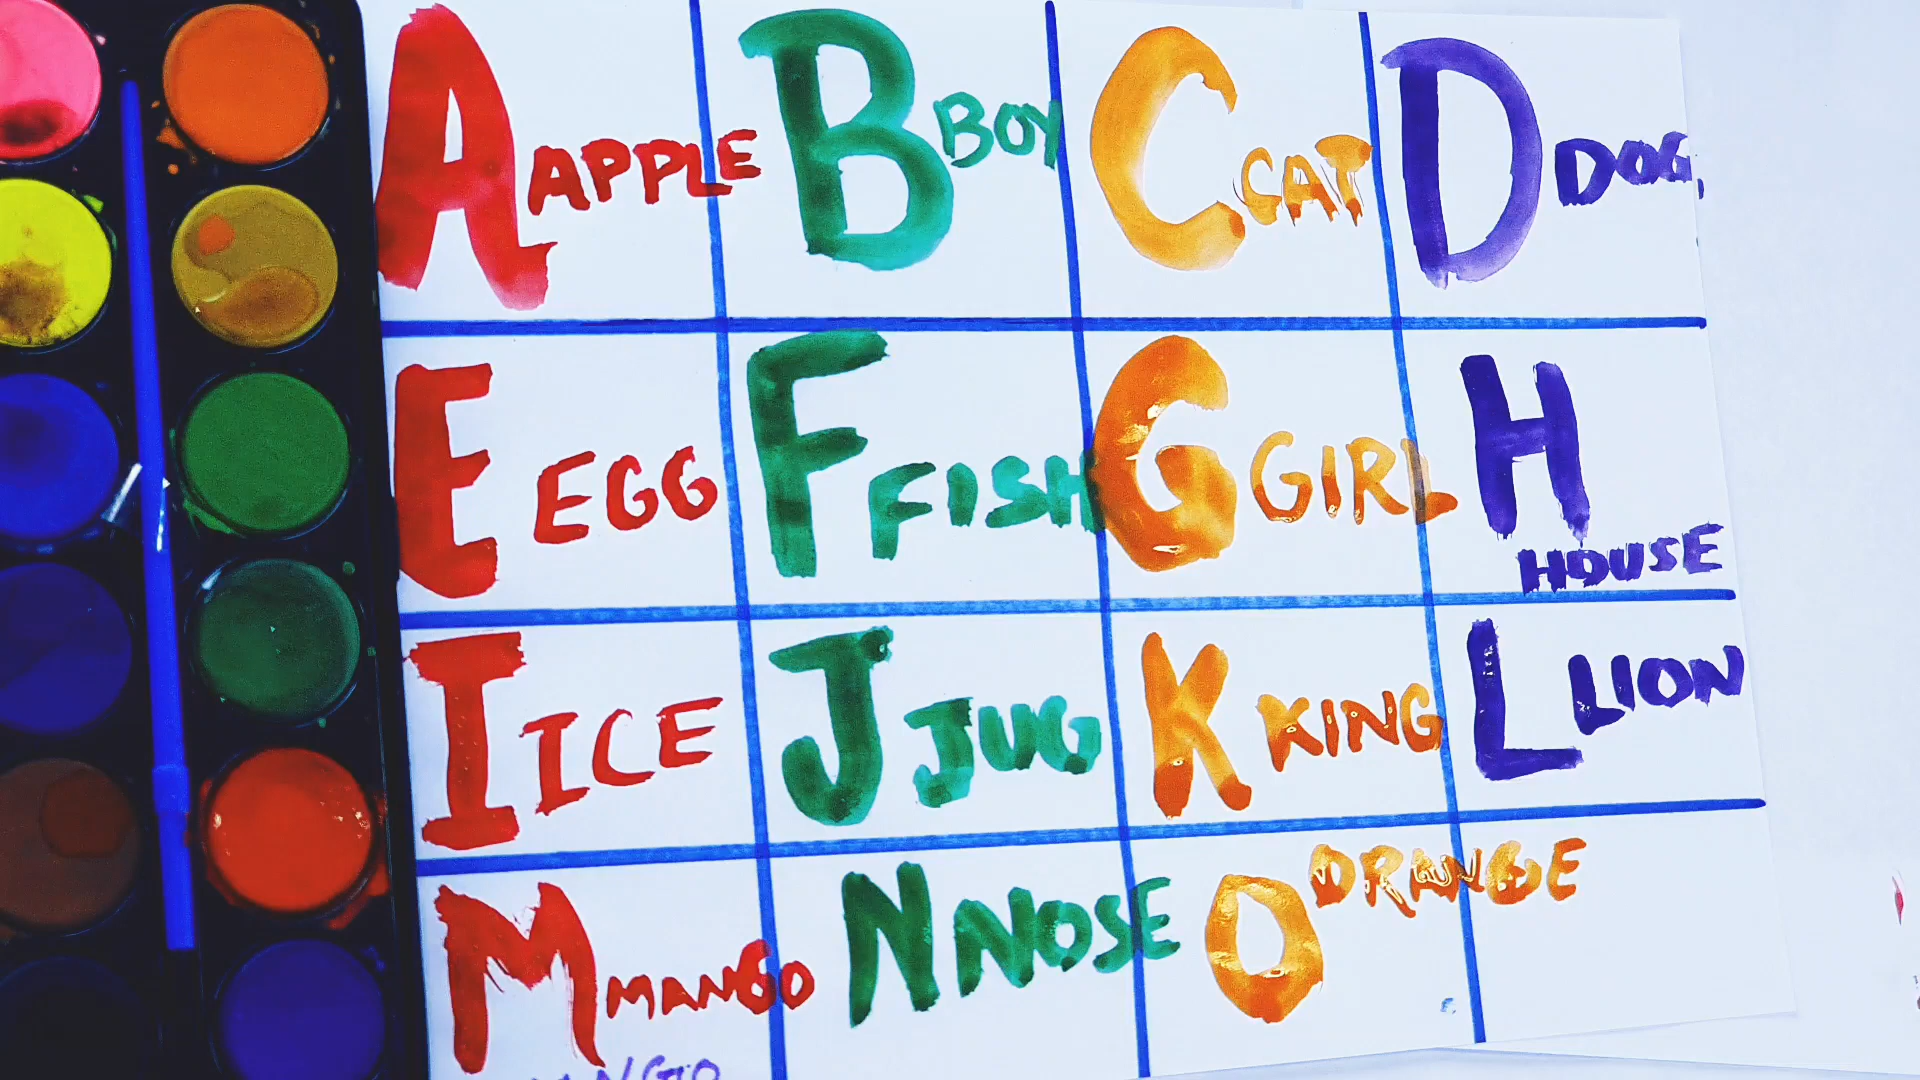 A APPLE B BOY C CAT D DOG
E EGG F FISH G GIRL H HOUSE
I ICE J JUG K KING L LION
M MANGO N NOSE O ORANGE